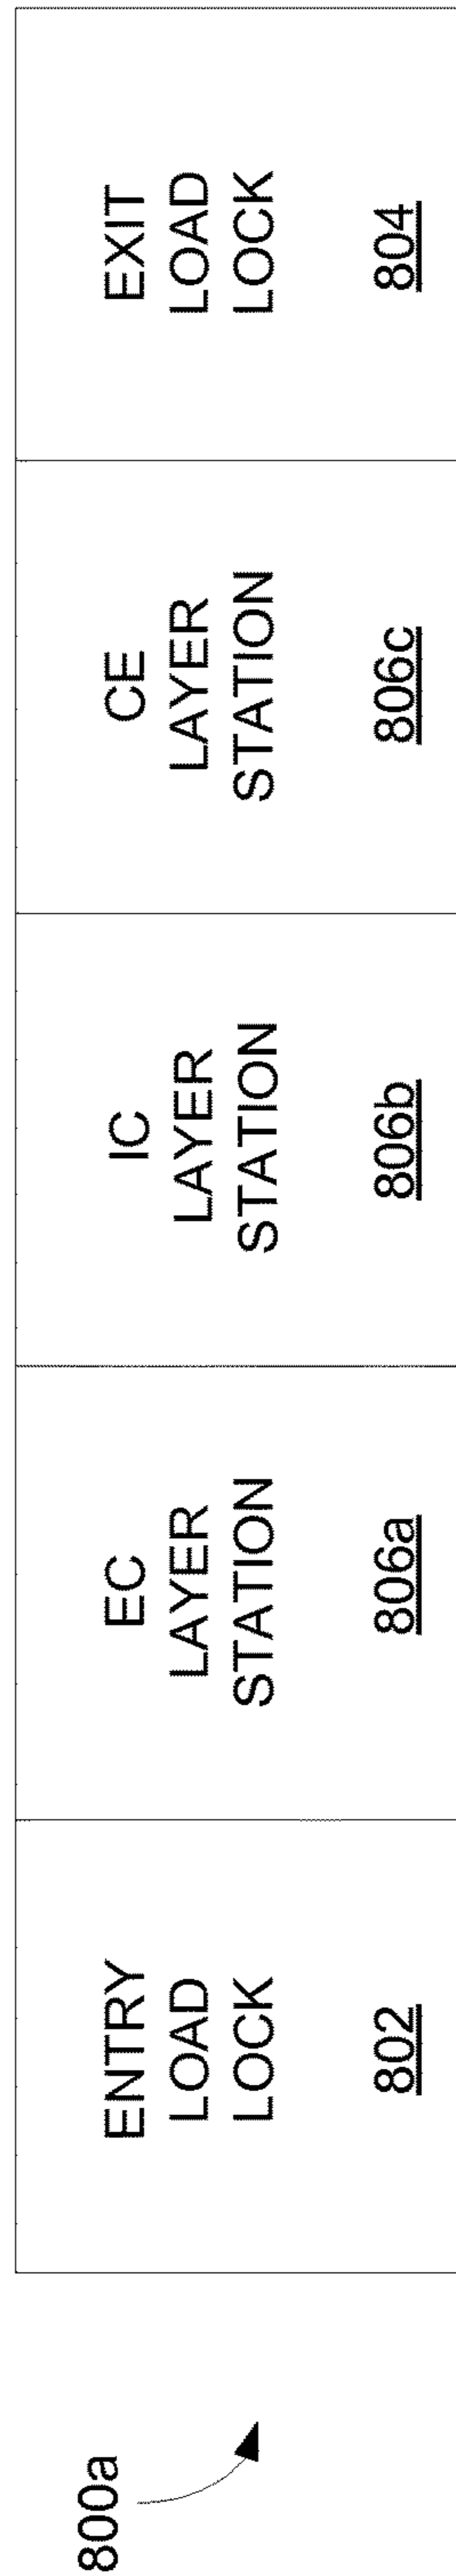 800a
ENTRY
LOAD
LOCK
802
EC
LAYER
STATION
806a
IC
LAYER
STATION
806b
CE
LAYER
STATION
806c
EXIT
LOAD
LOCK
804